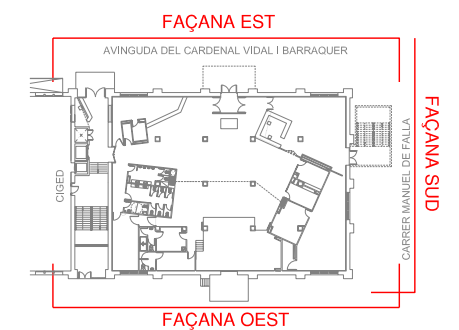 FAÇANA EST
AVINGUDA DEL CARDENAL VIDAL I BARRAQUER
CIGED
CARRER MANUEL DE FALLA
FAÇANA SUD
FAÇANA OEST